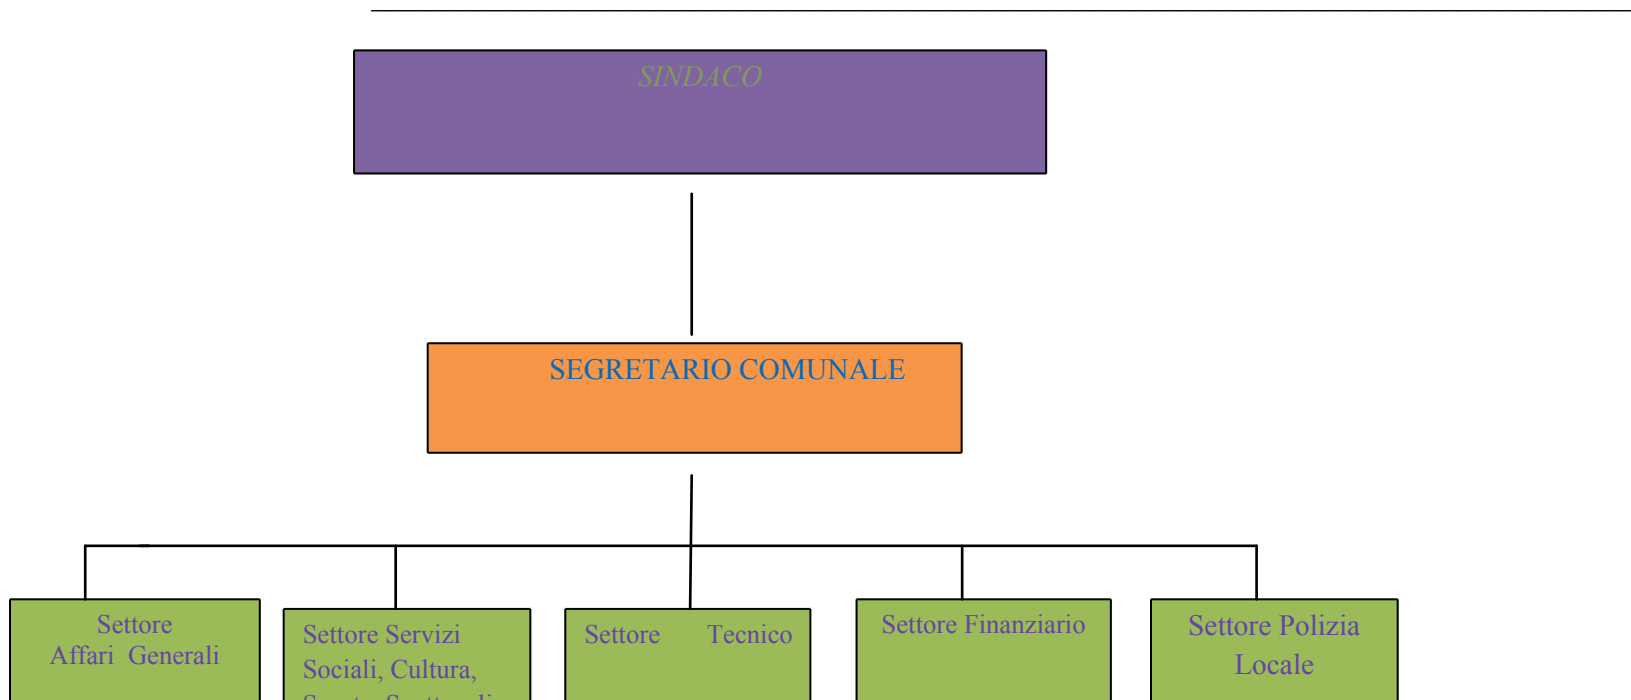 SINDACO
SEGRETARIO COMUNALE
Settore
Affari Generali
Settore Servizi
Sociali, Cultura,
Settore Tecnico
Settore Finanziario
Settore Polizia
Locale